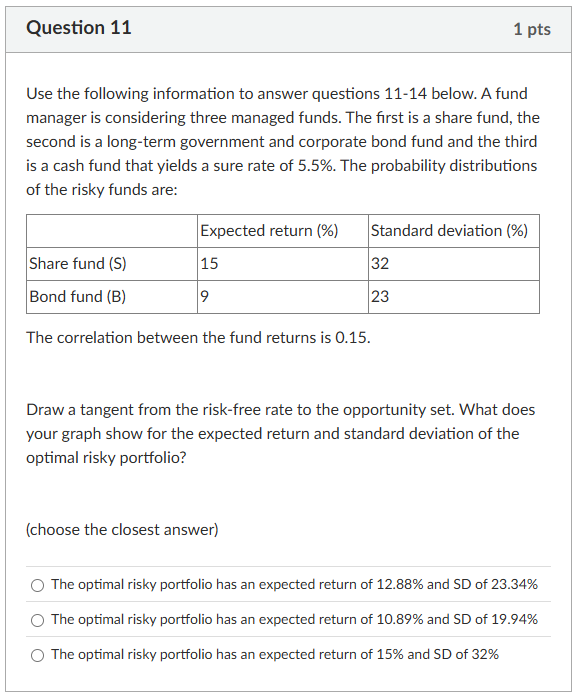 Question 11
1 pts
Use the following information to answer questions 11-14 below. A fund
manager is considering three managed funds. The first is a share fund, the
second is a long-term government and corporate bond fund and the third
is a cash fund that yields a sure rate of 5.5%. The probability distributions
of the risky funds are:
Expected return (%) Standard deviation (%)
Share fund (S) 15 32
Bond fund (B) 9 23
The correlation between the fund returns is 0.15.
Draw a tangent from the risk-free rate to the opportunity set. What does
your graph show for the expected return and standard deviation of the
optimal risky portfolio?
(choose the closest answer)
The optimal risky portfolio has an expected return of 12.88% and SD of 23.34%
The optimal risky portfolio has an expected return of 10.89% and SD of 19.94%
The optimal risky portfolio has an expected return of 15% and SD of 32%